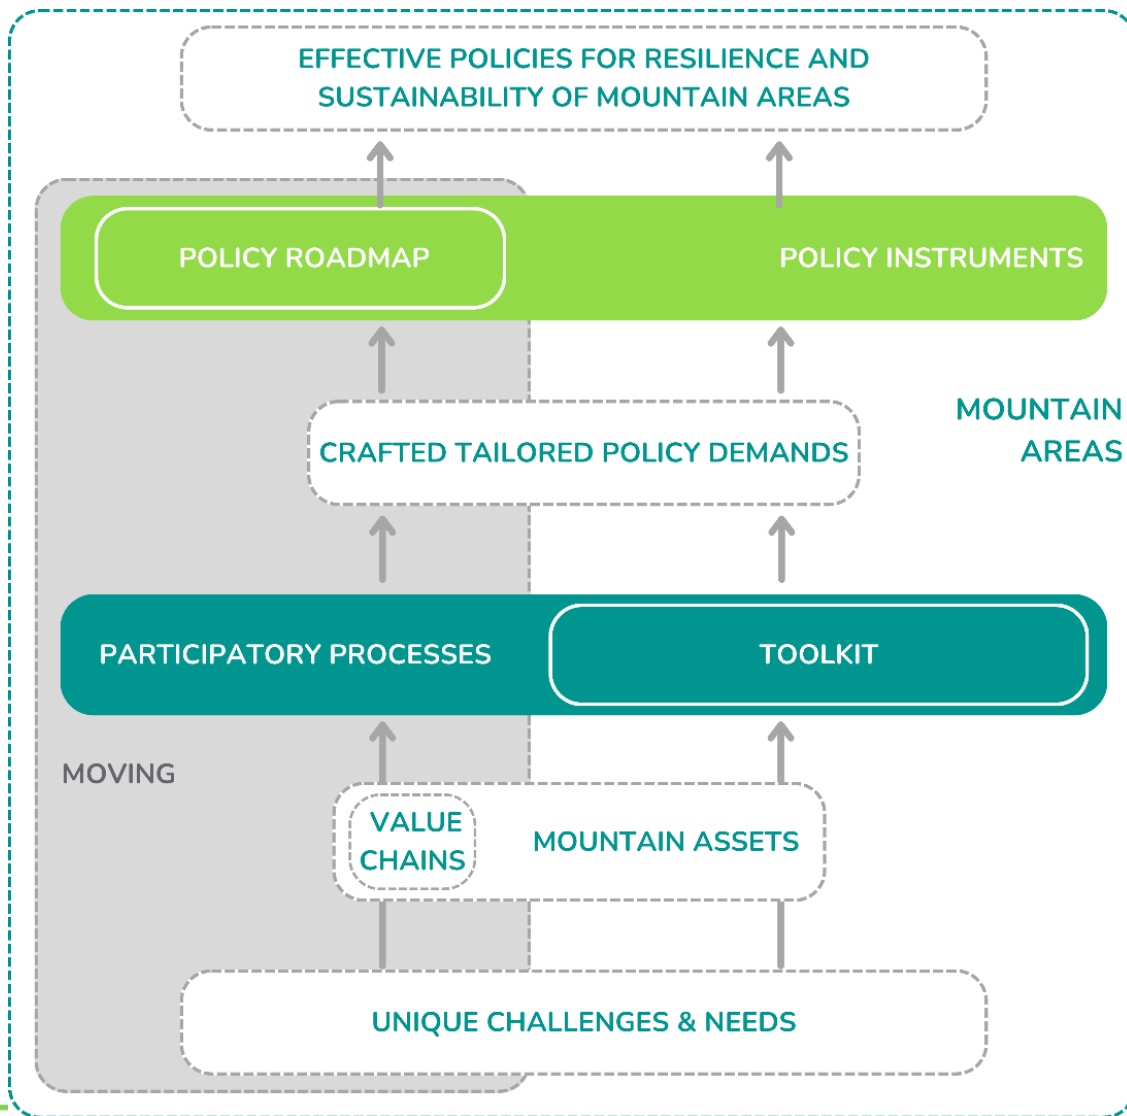 EFFECTIVE POLICIES FOR RESILIENCE AND
SUSTAINABILITY OF MOUNTAIN AREAS
POLICY ROADMAP
POLICY INSTRUMENTS
MOUNTAIN
AREAS
CRAFTED TAILORED POLICY DEMANDS
PARTICIPATORY PROCESSES
TOOLKIT
MOVING
VALUE
CHAINS
MOUNTAIN ASSETS
UNIQUE CHALLENGES & NEEDS